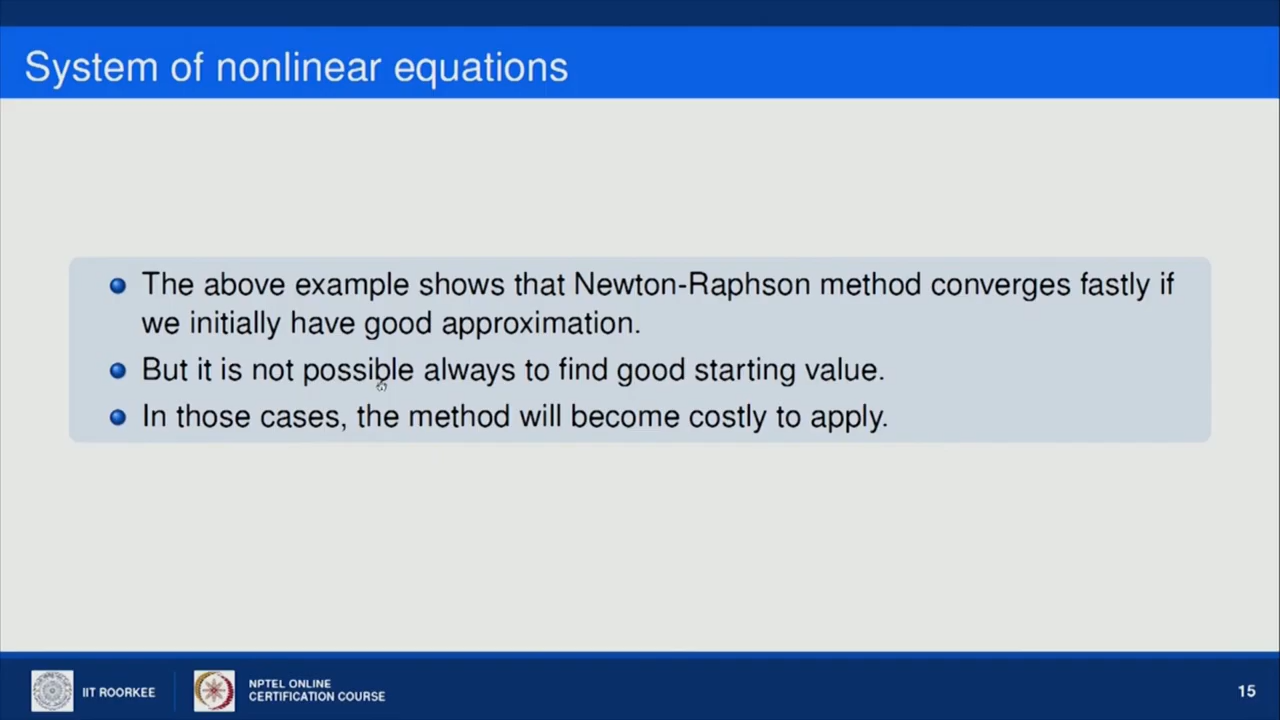 System of nonlinear equations
The above example shows that Newton-Raphson method converges fastly if
we initially have good approximation.
But it is not possible always to find good starting value.
In those cases, the method will become costly to apply.
IIT ROORKEE
NPTEL ONLINE
CERTIFICATION COURSE
15